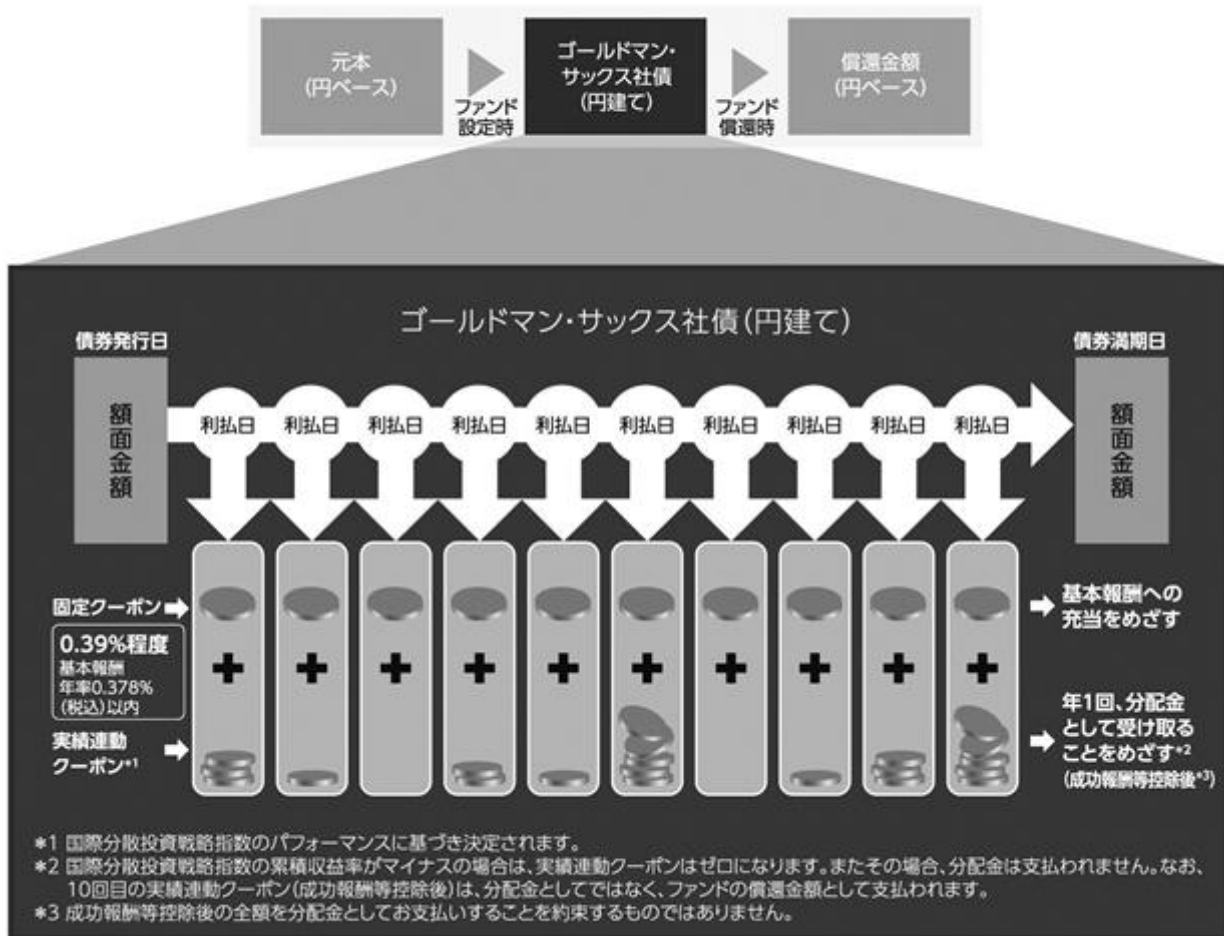 元本
(円ベース)
ファンド
設定時
ゴールドマン・
サックス社債
(円建て)
ファンド
償還時
償還金額
(円ベース)
ゴールドマン・サックス社債(円建て)
債券発行日
額面金額
利払日 利払日 利払日 利払日 利払日 利払日 利払日 利払日 利払日 利払日
債券満期日
額面金額
固定クーポン
0.39%程度
基本報酬
年率0.378%
(税込)以内
実績連動
クーポン*1
基本報酬への
充当をめざす
年1回、分配金
として受け取る
ことをめざす*2
(成功報酬等控除後*3)
*1 国際分散投資戦略指数のパフォーマンスに基づき決定されます。
*2 国際分散投資戦略指数の累積収益率がマイナスの場合は、実績連動クーポンはゼロになります。またその場合、分配金は支払われません。なお、
10回目の実績連動クーポン(成功報酬等控除後)は、分配金としてではなく、ファンドの償還金額として支払われます。
*3 成功報酬等控除後の全額を分配金としてお支払いすることを約束するものではありません。